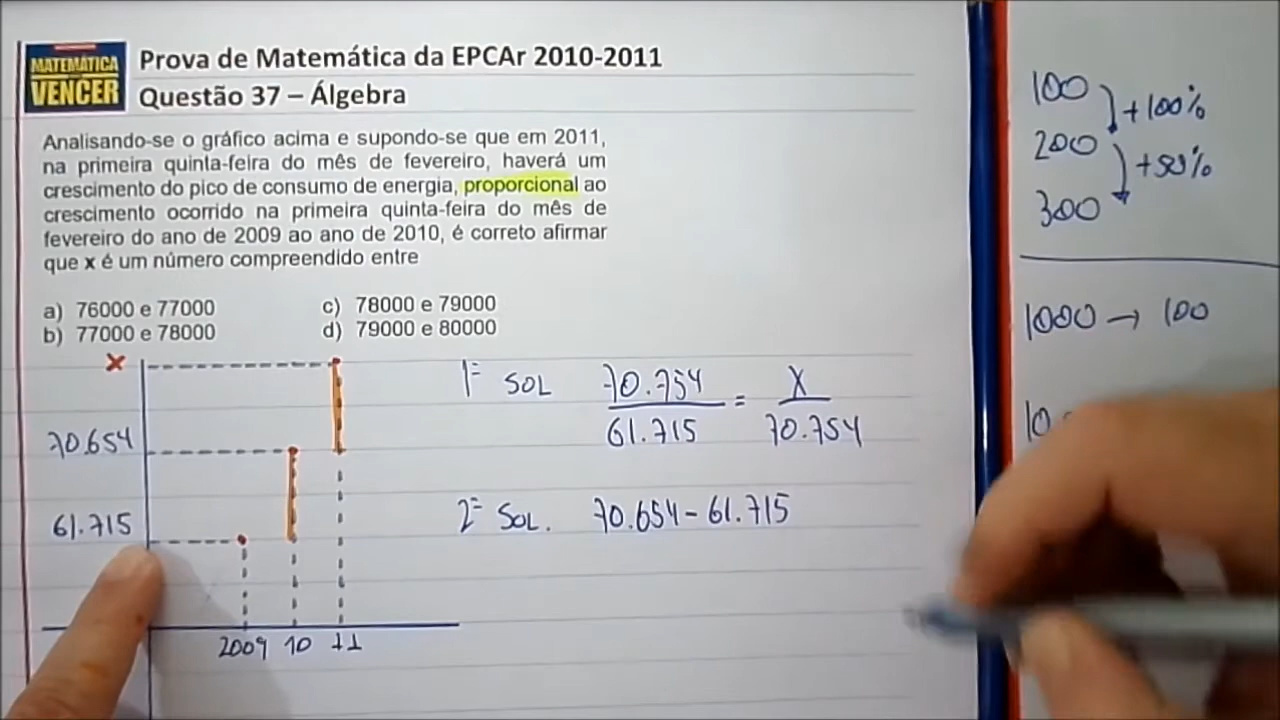 MATEMÁTICA
VENCER
Prova de Matemática da EPCAr 2010-2011
Questão 37 – Álgebra
Analisando-se o gráfico acima e supondo-se que em 2011,
na primeira quinta-feira do mês de fevereiro, haverá um
crescimento do pico de consumo de energia, proporcional ao
crescimento ocorrido na primeira quinta-feira do mês de
fevereiro do ano de 2009 ao ano de 2010, é correto afirmar
que x é um número compreendido entre
a) 76000 e 77000
b) 77000 e 78000
c) 78000 e 79000
d) 79000 e 80000
x
70.654
61.715
2009 10 11
1ª SOL 70.754 = X
61.715 70.754
2ª SOL. 70.654 - 61.715
100
+100%
200
+50%
300
1000 → 100